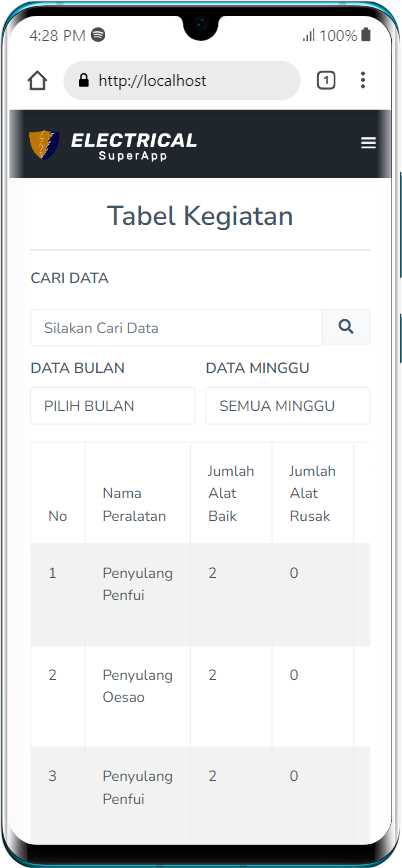 4:28 PM 100%
http://localhost 1
ELECTRICAL
SuperApp
Tabel Kegiatan
CARI DATA
Silakan Cari Data
DATA BULAN DATA MINGGU
PILIH BULAN SEMUA MINGGU
No Nama Peralatan Jumlah Alat Baik Jumlah Alat Rusak
1 Penyulang Penfui 2 0
2 Penyulang Oesao 2 0
3 Penyulang Penfui 2 0